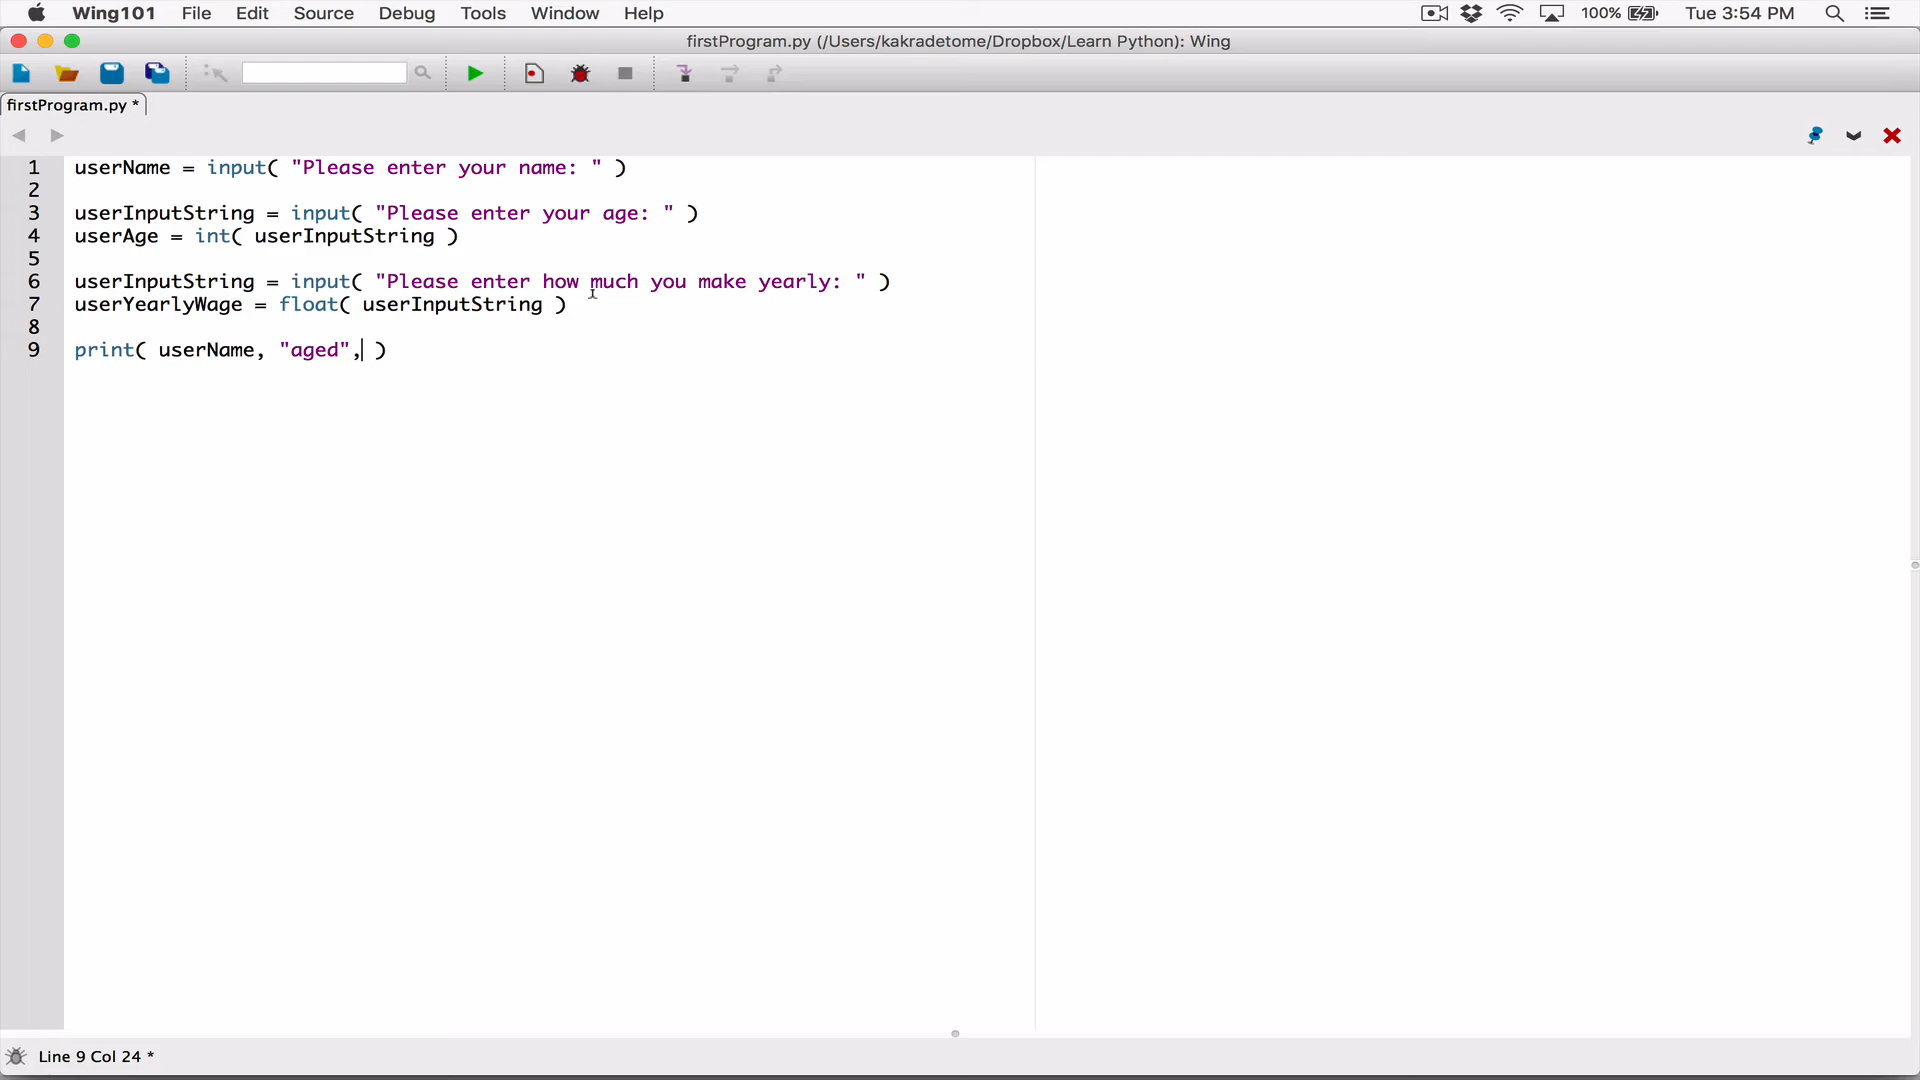 Wing101 File Edit Source Debug Tools Window Help 100% Tue 3:54 PM
firstProgram.py (/Users/kakradetome/Dropbox/Learn Python): Wing
firstProgram.py *
1 userName = input( "Please enter your name: " )
2
3 userInputString = input( "Please enter your age: " )
4 userAge = int( userInputString )
5
6 userInputString = input( "Please enter how much you make yearly: " )
7 userYearlyWage = float( userInputString )
8
9 print( userName, "aged", )
Line 9 Col 24 *